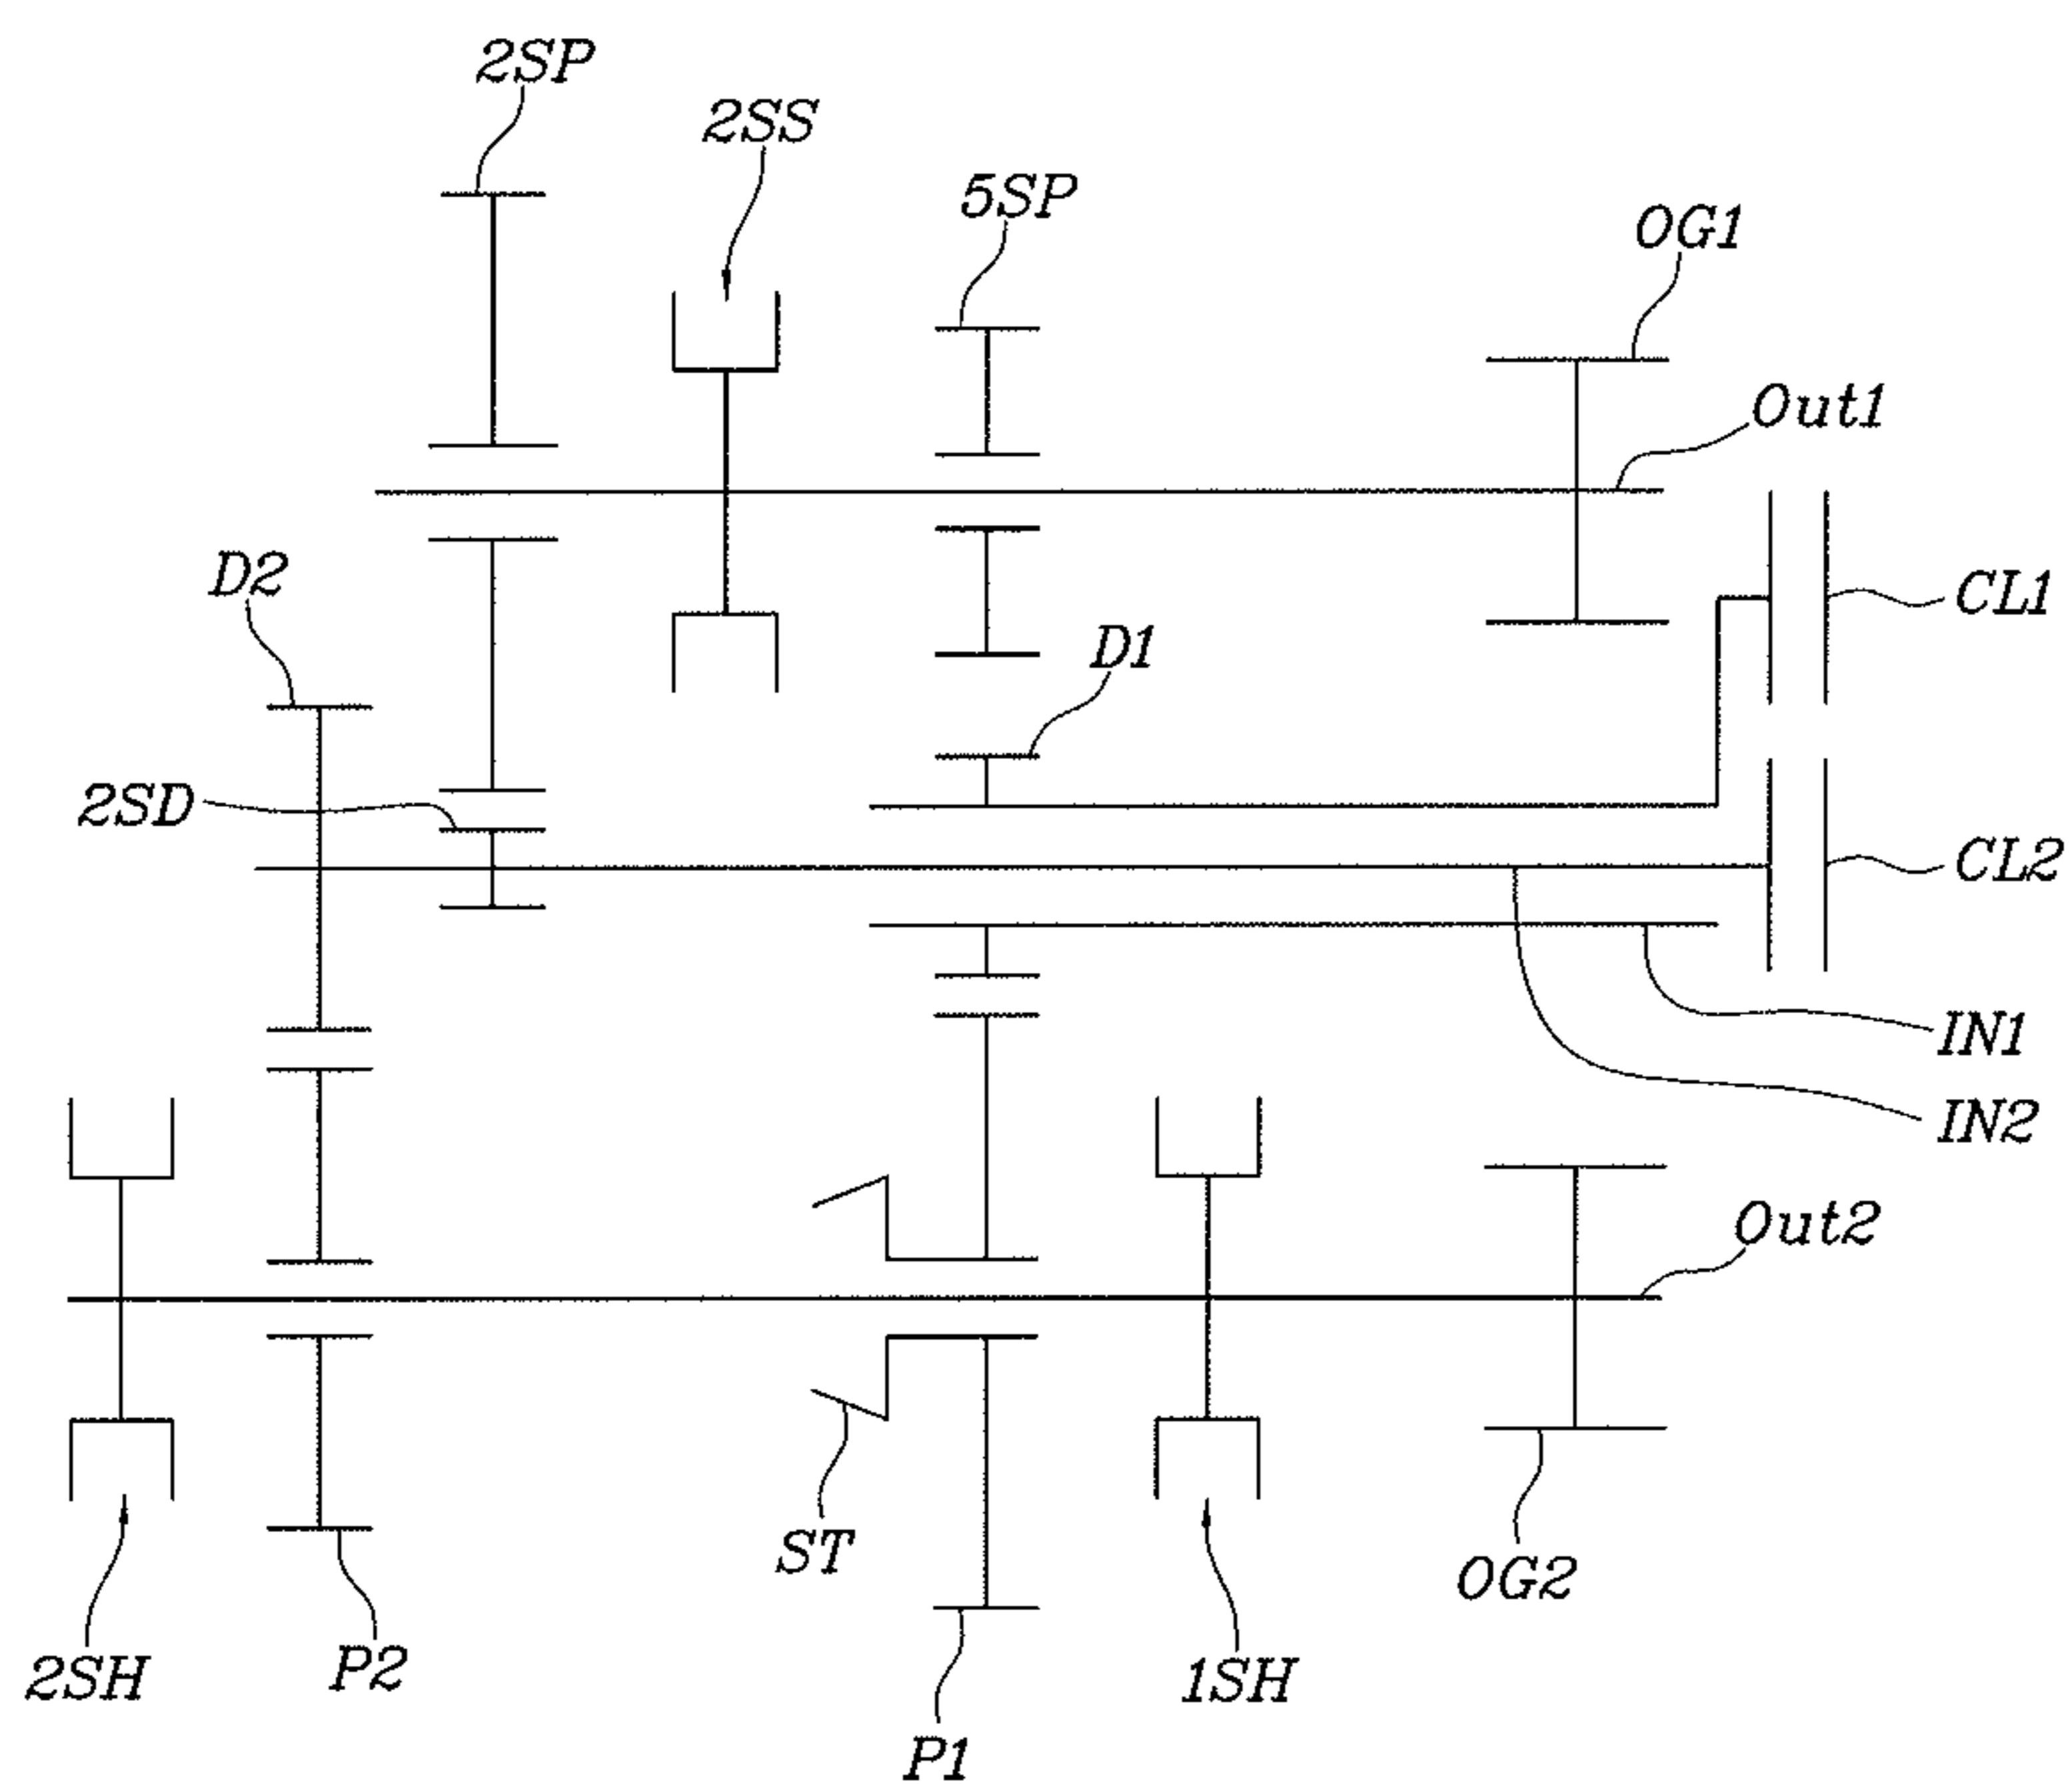 2SP
2SS
5SP
OG1
Out1
D2
CL1
D1
2SD
CL2
IN1
IN2
Out2
ST
OG2
2SH
P2
1SH
P1